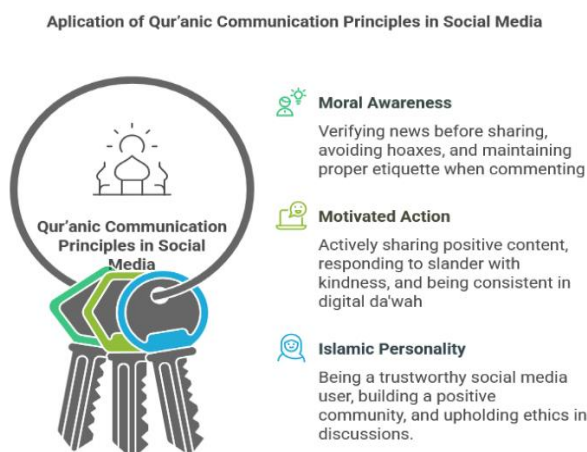 Aplication of Qur'anic Communication Principles in Social Media
Qur'anic Communication
Principles in Social
Media
Moral Awareness
Verifying news before sharing,
avoiding hoaxes, and maintaining
proper etiquette when commenting
Motivated Action
Actively sharing positive content,
responding to slander with
kindness, and being consistent in
digital da'wah
Islamic Personality
Being a trustworthy social media
user, building a positive
community, and upholding ethics in
discussions.